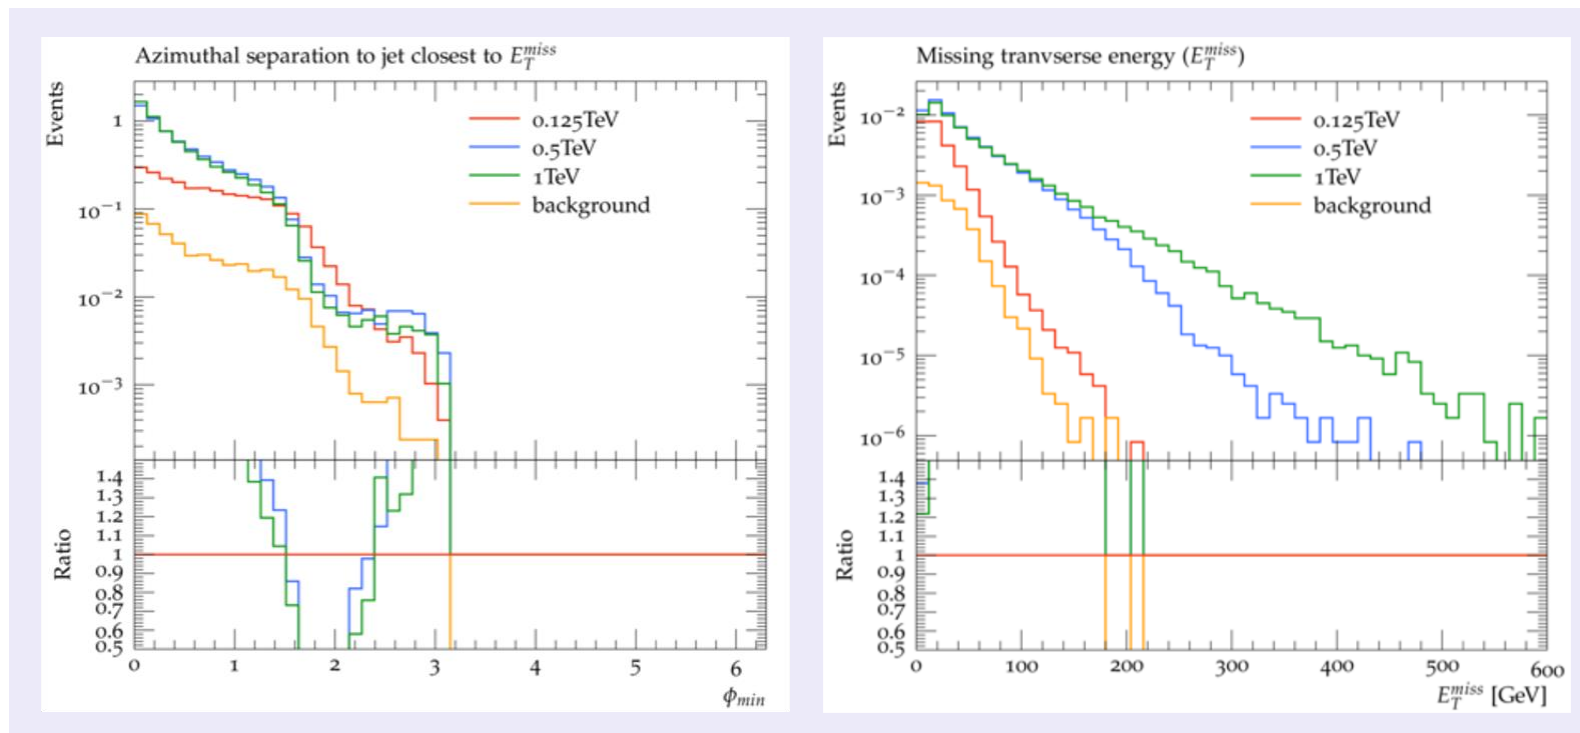 Azimuthal separation to jet closest to E_T^{miss}
Events
0.125TeV
0.5TeV
1TeV
background
1
10^{-1}
10^{-2}
10^{-3}
Ratio
1.4
1.3
1.2
1.1
1
0.9
0.8
0.7
0.6
0.5
0 1 2 3 4 5 6
ϕ_{min}
Missing tranvserse energy (E_T^{miss})
Events
0.125TeV
0.5TeV
1TeV
background
10^{-2}
10^{-3}
10^{-4}
10^{-5}
10^{-6}
Ratio
1.4
1.3
1.2
1.1
1
0.9
0.8
0.7
0.6
0.5
0 100 200 300 400 500 600
E_T^{miss} [GeV]